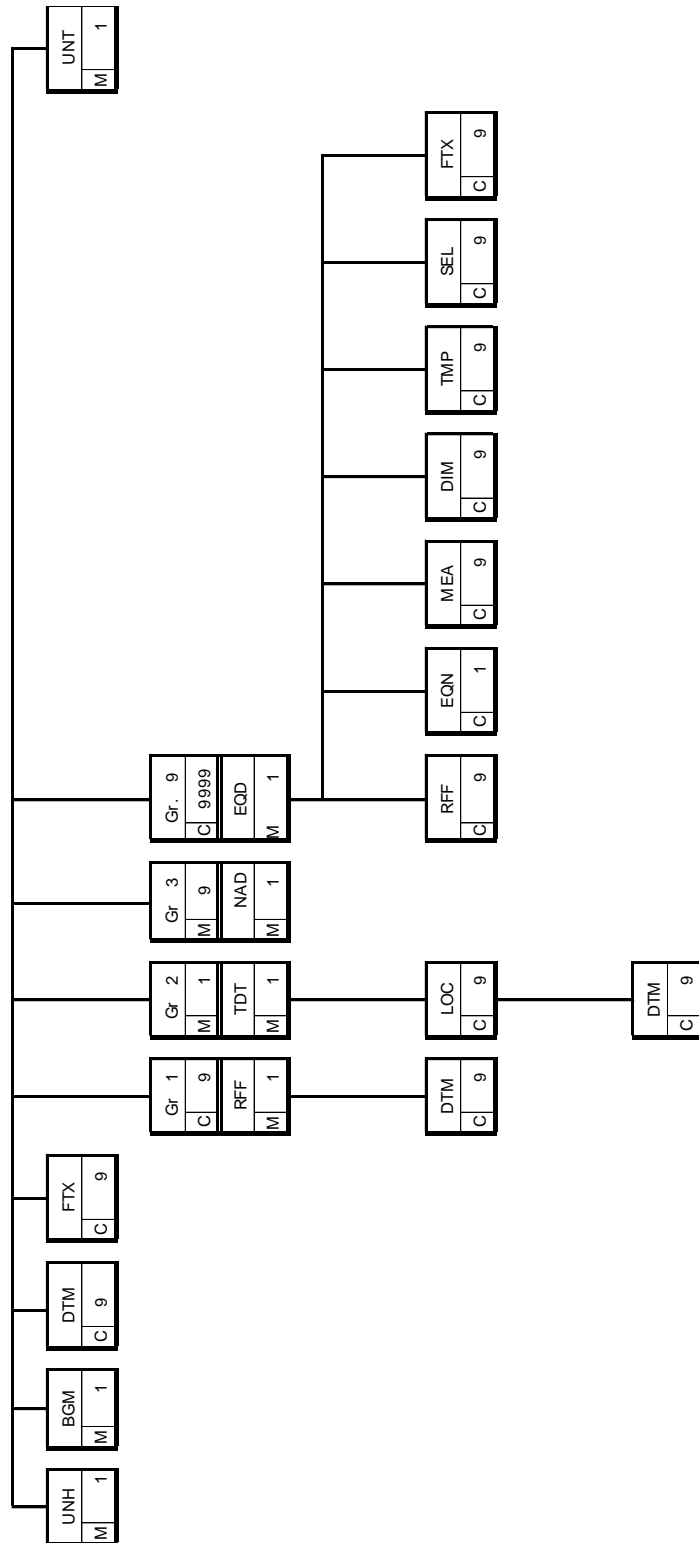 UNH
M 1
BGM
M 1
DTM
C 9
FTX
C 9
Gr 1
C 9
RFF
M 1
DTM
C 9
Gr 2
M 1
TDT
M 1
LOC
C 9
DTM
C 9
Gr 3
M 9
NAD
M 1
Gr. 9
C 9999
EQD
M 1
RFF
C 9
EQN
C 1
MEA
C 9
DIM
C 9
TMP
C 9
SEL
C 9
FTX
C 9
UNT
M 1